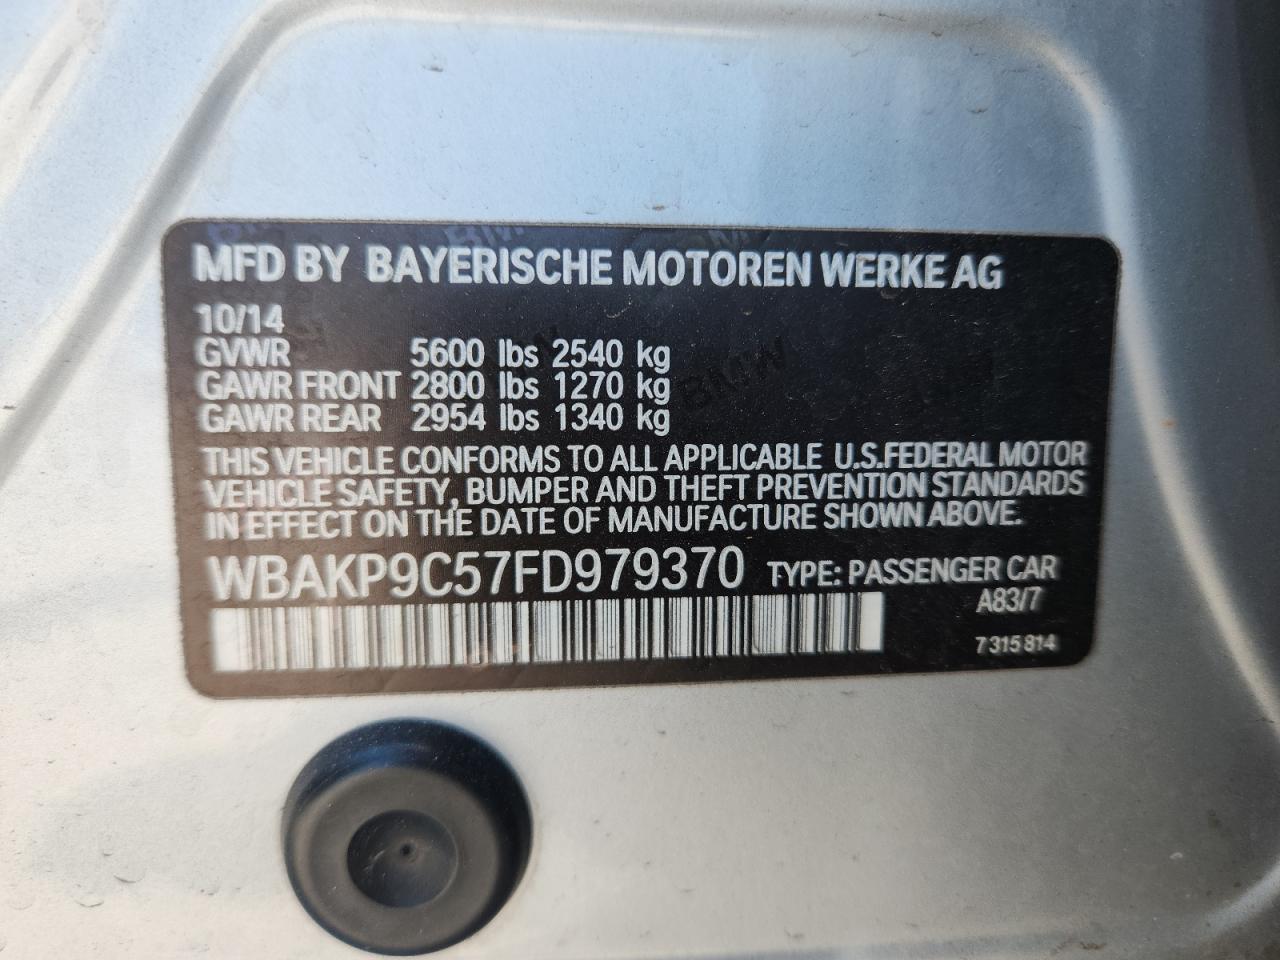 MFD BY BAYERISCHE MOTOREN WERKE AG
10/14
GVWR 5600 lbs 2540 kg
GAWR FRONT 2800 lbs 1270 kg
GAWR REAR 2954 lbs 1340 kg
THIS VEHICLE CONFORMS TO ALL APPLICABLE U.S.FEDERAL MOTOR
VEHICLE SAFETY, BUMPER AND THEFT PREVENTION STANDARDS
IN EFFECT ON THE DATE OF MANUFACTURE SHOWN ABOVE.
WBAKP9C57FD979370 TYPE: PASSENGER CAR
A83/7
7 315 814
BMW